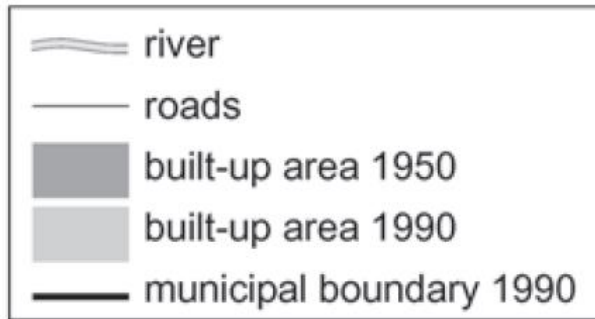 river
roads
built-up area 1950
built-up area 1990
municipal boundary 1990